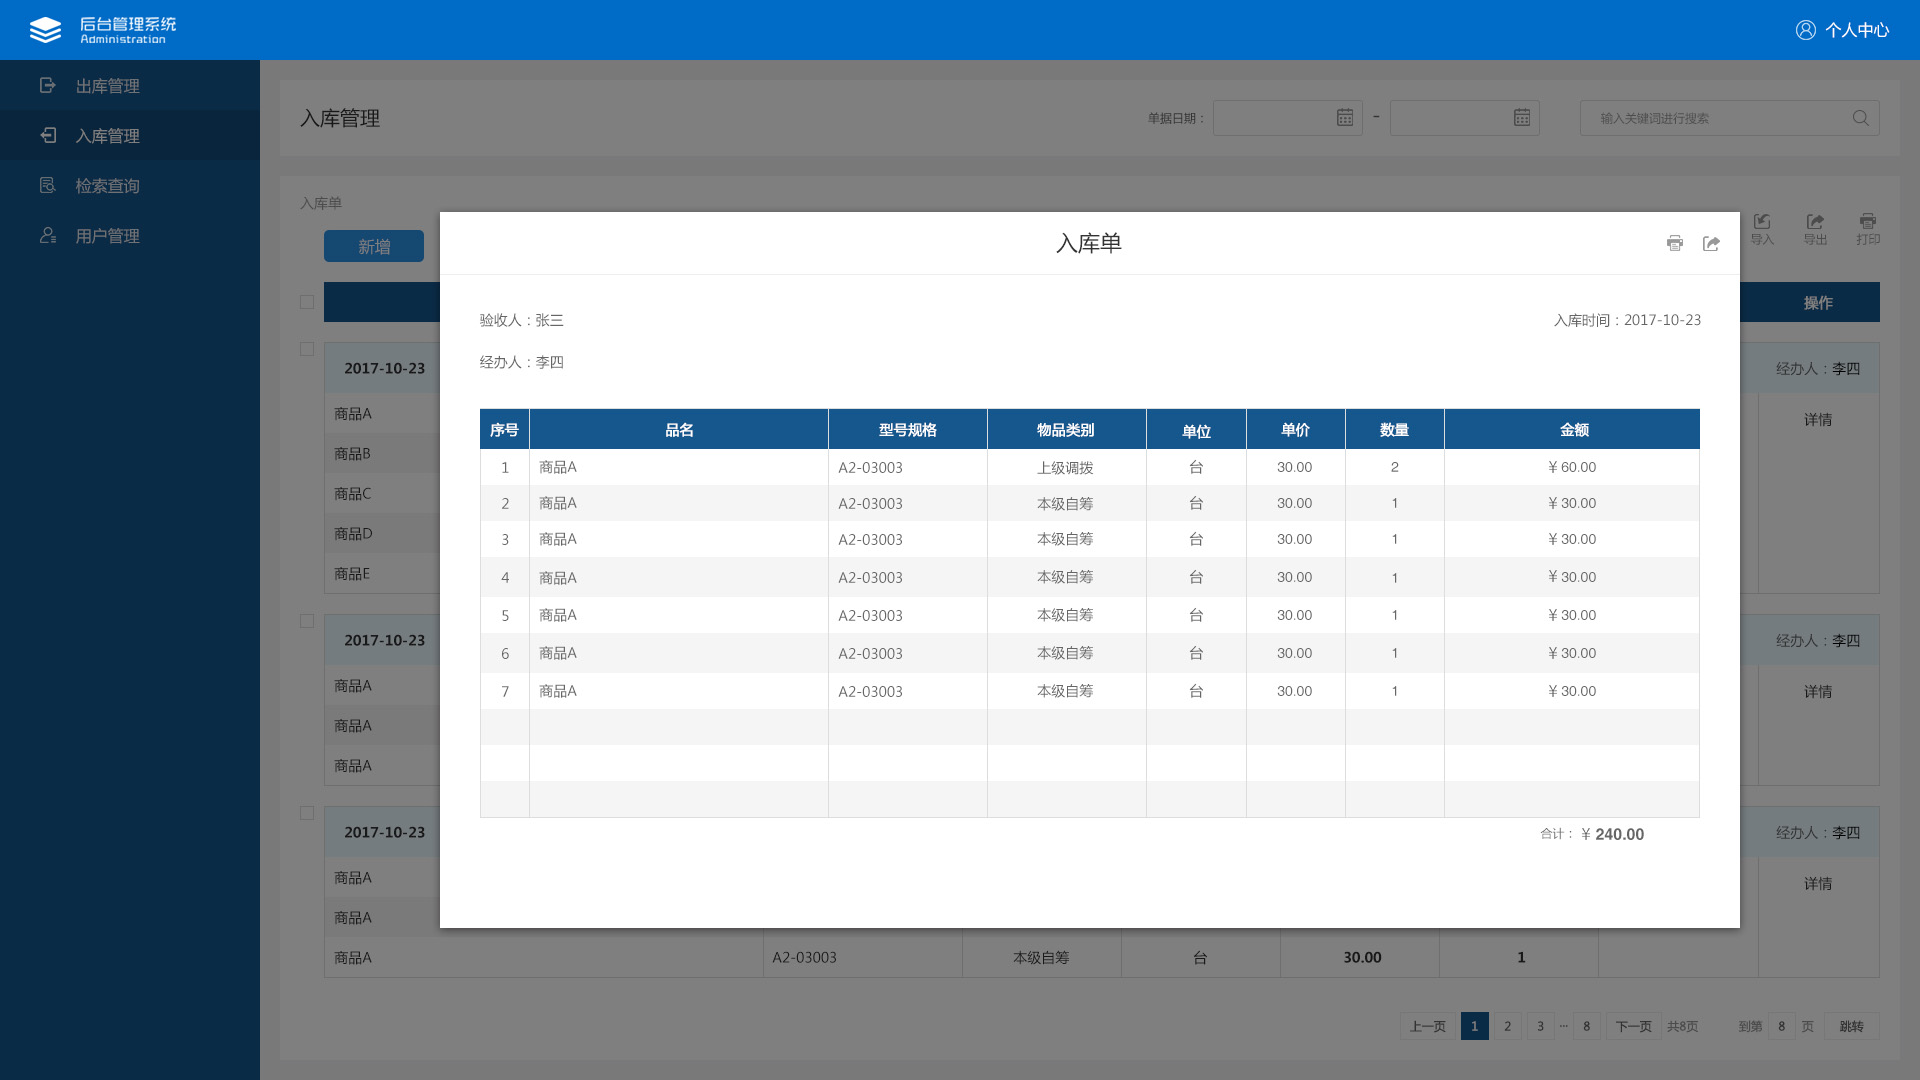 后台管理系统
Administration
个人中心
出库管理
入库管理
检索查询
用户管理
入库管理
单据日期：
-
输入关键词进行搜索
入库单
新增
导入
导出
打印
操作
2017-10-23
经办人：李四
商品A
详情
商品B
商品C
商品D
商品E
2017-10-23
经办人：李四
商品A
详情
商品A
商品A
2017-10-23
经办人：李四
商品A
详情
商品A
商品A A2-03003 本级自筹 台 30.00 1
入库单
验收人：张三
入库时间：2017-10-23
经办人：李四
序号 品名 型号规格 物品类别 单位 单价 数量 金额
1 商品A A2-03003 上级调拨 台 30.00 2 ¥ 60.00
2 商品A A2-03003 本级自筹 台 30.00 1 ¥ 30.00
3 商品A A2-03003 本级自筹 台 30.00 1 ¥ 30.00
4 商品A A2-03003 本级自筹 台 30.00 1 ¥ 30.00
5 商品A A2-03003 本级自筹 台 30.00 1 ¥ 30.00
6 商品A A2-03003 本级自筹 台 30.00 1 ¥ 30.00
7 商品A A2-03003 本级自筹 台 30.00 1 ¥ 30.00
合计： ¥ 240.00
上一页 1 2 3 ··· 8 下一页 共8页 到第 8 页 跳转